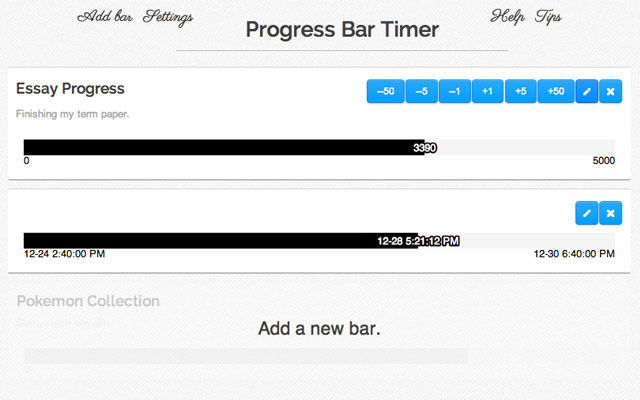 Add bar Settings
Progress Bar Timer
Help Tips
Essay Progress
−50 −5 −1 +1 +5 +50
Finishing my term paper.
3390
0 5000
12-28 5:21:12 PM
12-24 2:40:00 PM 12-30 6:40:00 PM
Pokemon Collection
Add a new bar.